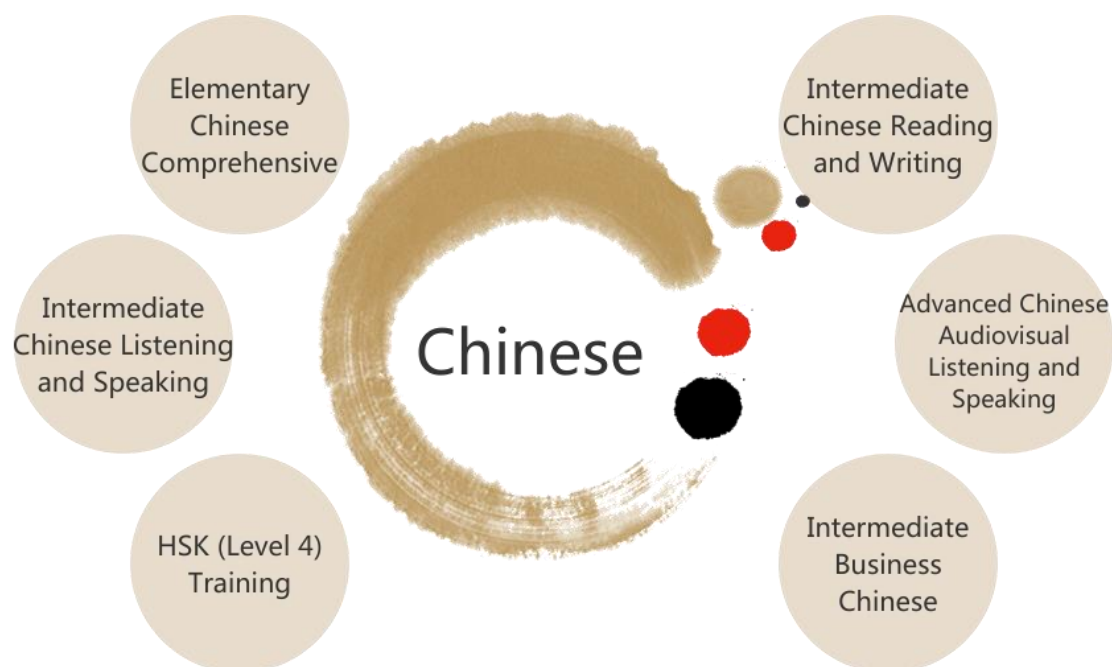 Elementary
Chinese
Comprehensive
Intermediate
Chinese Reading
and Writing
Intermediate
Chinese Listening
and Speaking
Chinese
Advanced Chinese
Audiovisual
Listening and
Speaking
HSK (Level 4)
Training
Intermediate
Business
Chinese